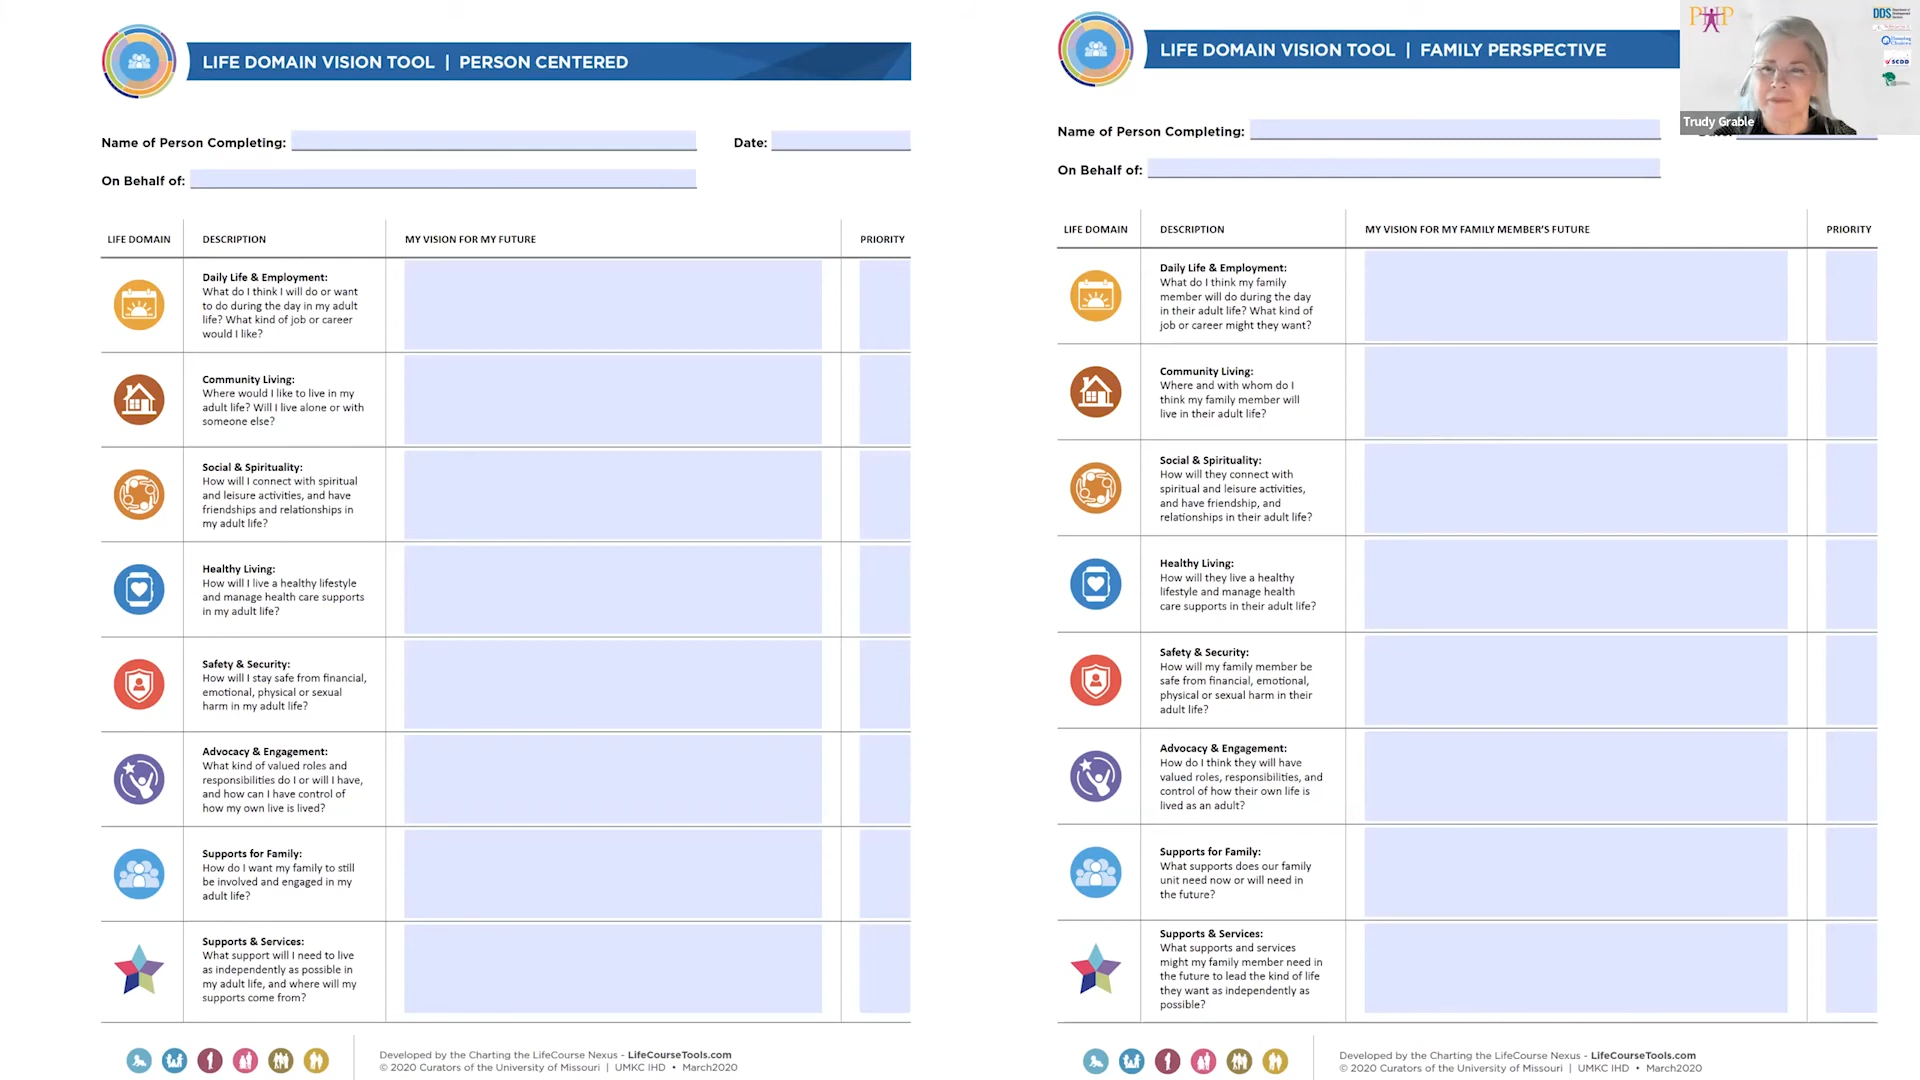 LIFE DOMAIN VISION TOOL | PERSON CENTERED
Name of Person Completing:
Date:
On Behalf of:
LIFE DOMAIN
DESCRIPTION
MY VISION FOR MY FUTURE
PRIORITY
Daily Life & Employment:
What do I think I will do or want
to do during the day in my adult
life? What kind of job or career
would I like?
Community Living:
Where would I like to live in my
adult life? Will I live alone or with
someone else?
Social & Spirituality:
How will I connect with spiritual
and leisure activities, and have
friendships and relationships in
my adult life?
Healthy Living:
How will I live a healthy lifestyle
and manage health care supports
in my adult life?
Safety & Security:
How will I stay safe from financial,
emotional, physical or sexual
harm in my adult life?
Advocacy & Engagement:
What kind of valued roles and
responsibilities do I or will I have,
and how can I have control of
how my own live is lived?
Supports for Family:
How do I want my family to still
be involved and engaged in my
adult life?
Supports & Services:
What support will I need to live
as independently as possible in
my adult life, and where will my
supports come from?
Developed by the Charting the LifeCourse Nexus - LifeCourseTools.com
© 2020 Curators of the University of Missouri | UMKC IHD • March2020
LIFE DOMAIN VISION TOOL | FAMILY PERSPECTIVE
Name of Person Completing:
On Behalf of:
LIFE DOMAIN
DESCRIPTION
MY VISION FOR MY FAMILY MEMBER'S FUTURE
PRIORITY
Daily Life & Employment:
What do I think my family
member will do during the day
in their adult life? What kind of
job or career might they want?
Community Living:
Where and with whom do I
think my family member will
live in their adult life?
Social & Spirituality:
How will they connect with
spiritual and leisure activities,
and have friendship, and
relationships in their adult life?
Healthy Living:
How will they live a healthy
lifestyle and manage health
care supports in their adult life?
Safety & Security:
How will my family member be
safe from financial, emotional,
physical or sexual harm in their
adult life?
Advocacy & Engagement:
How do I think they will have
valued roles, responsibilities, and
control of how their own life is
lived as an adult?
Supports for Family:
What supports does our family
unit need now or will need in
the future?
Supports & Services:
What supports and services
might my family member need in
the future to lead the kind of life
they want as independently as
possible?
Developed by the Charting the LifeCourse Nexus - LifeCourseTools.com
© 2020 Curators of the University of Missouri | UMKC IHD • March2020
PHP
DDS
Housing
Choices
SCDD
Trudy Grable